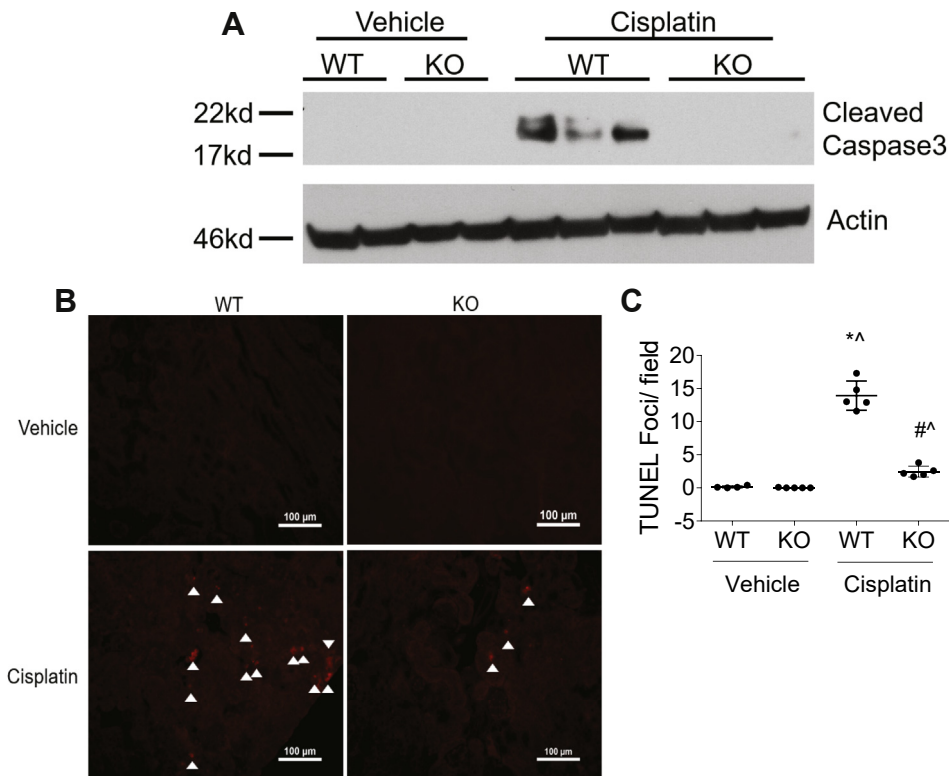 A
Vehicle
Cisplatin
WT
KO
WT
KO
22kd
17kd
Cleaved
Caspase3
46kd
Actin
B
WT
KO
Vehicle
100 µm
100 µm
Cisplatin
100 µm
100 µm
C
TUNEL Foci/ field
20
15
10
5
0
-5
*^
#^
WT
KO
WT
KO
Vehicle
Cisplatin